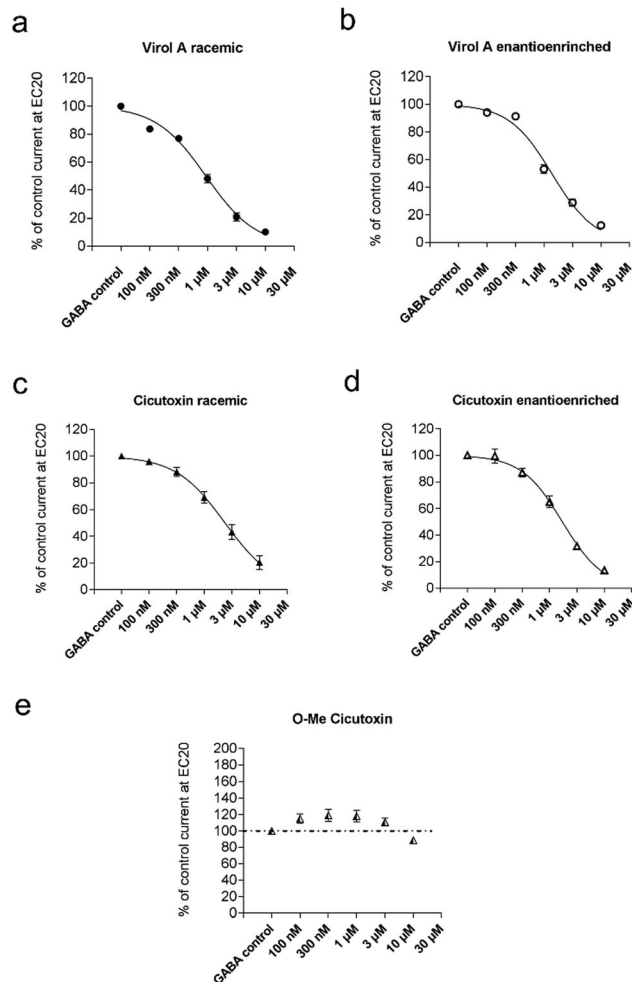 a
Virol A racemic
% of control current at EC20
120
100
80
60
40
20
0
GABA control
100 nM
300 nM
1 µM
3 µM
10 µM
30 µM
b
Virol A enantioenrinched
% of control current at EC20
120
100
80
60
40
20
0
GABA control
100 nM
300 nM
1 µM
3 µM
10 µM
30 µM
c
Cicutoxin racemic
% of control current at EC20
120
100
80
60
40
20
0
GABA control
100 nM
300 nM
1 µM
3 µM
10 µM
30 µM
d
Cicutoxin enantioenriched
% of control current at EC20
120
100
80
60
40
20
0
GABA control
100 nM
300 nM
1 µM
3 µM
10 µM
30 µM
e
O-Me Cicutoxin
% of control current at EC20
200
180
160
140
120
100
80
60
40
20
0
GABA control
100 nM
300 nM
1 µM
3 µM
10 µM
30 µM